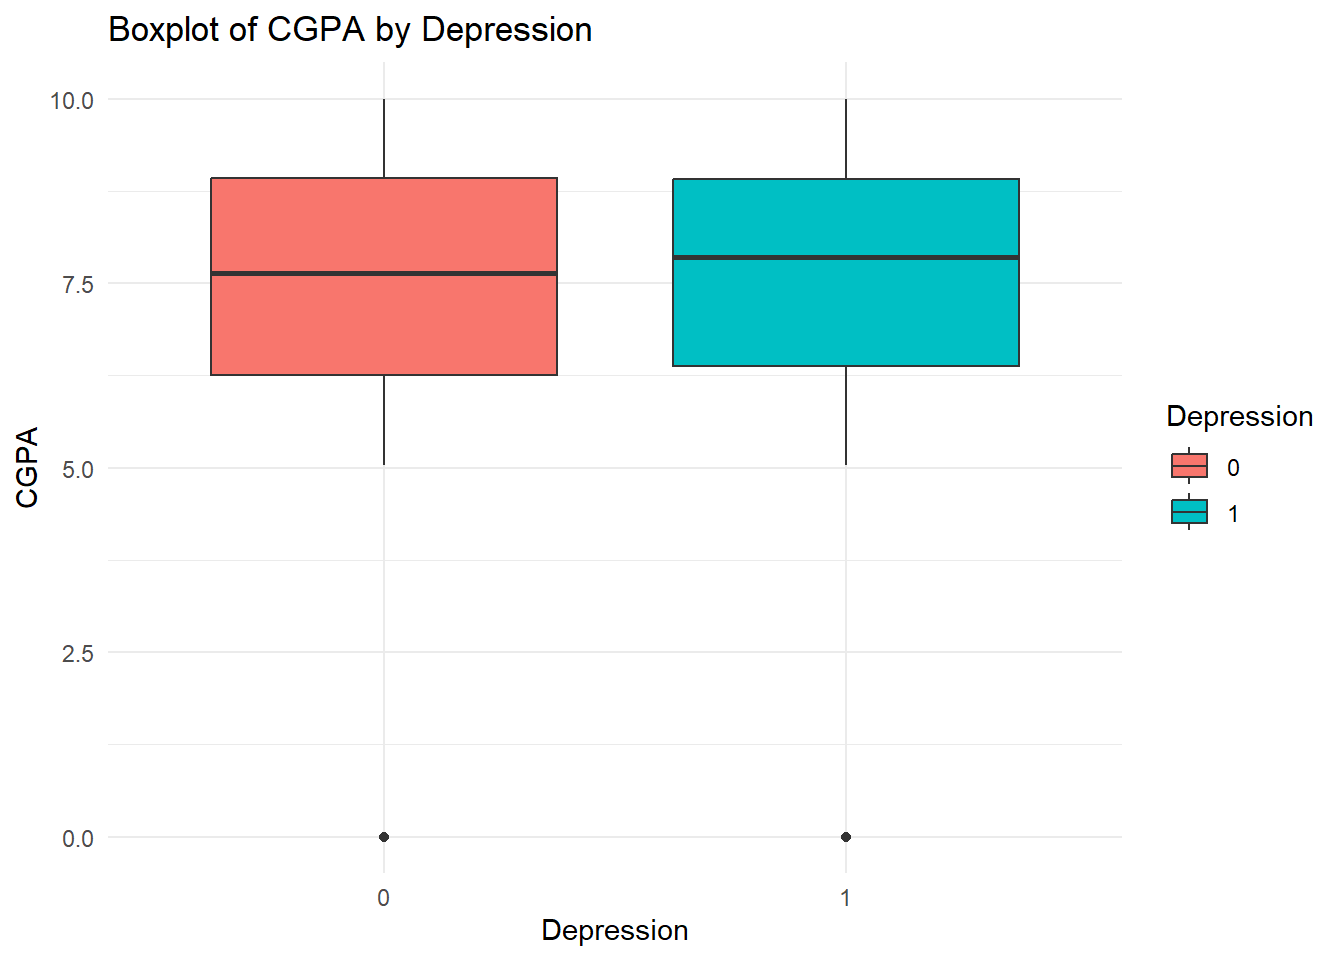 Boxplot of CGPA by Depression
10.0
7.5
5.0
2.5
0.0
CGPA
0
1
Depression
Depression
0
1